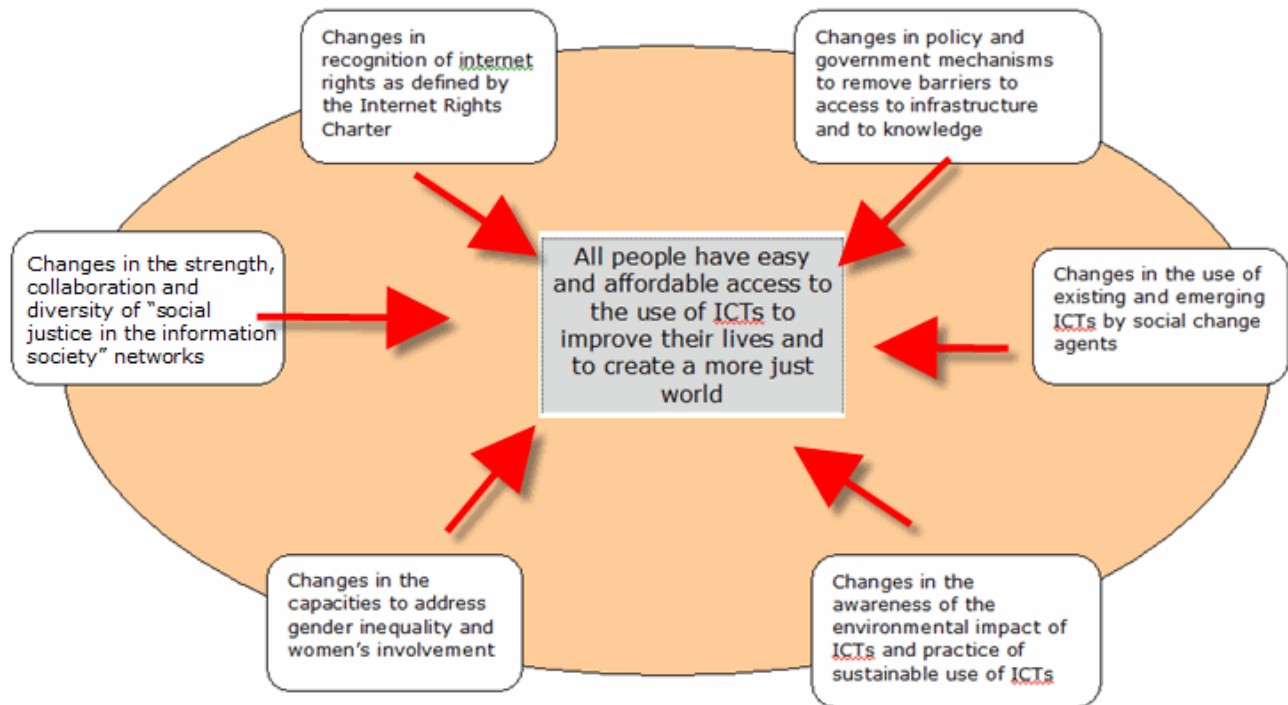 Changes in
recognition of internet
rights as defined by
the Internet Rights
Charter
Changes in policy and
government mechanisms
to remove barriers to
access to infrastructure
and to knowledge
Changes in the strength,
collaboration and
diversity of “social
justice in the information
society” networks
All people have easy
and affordable access to
the use of ICTs to
improve their lives and
to create a more just
world
Changes in the use of
existing and emerging
ICTs by social change
agents
Changes in the
capacities to address
gender inequality and
women’s involvement
Changes in the
awareness of the
environmental impact of
ICTs and practice of
sustainable use of ICTs